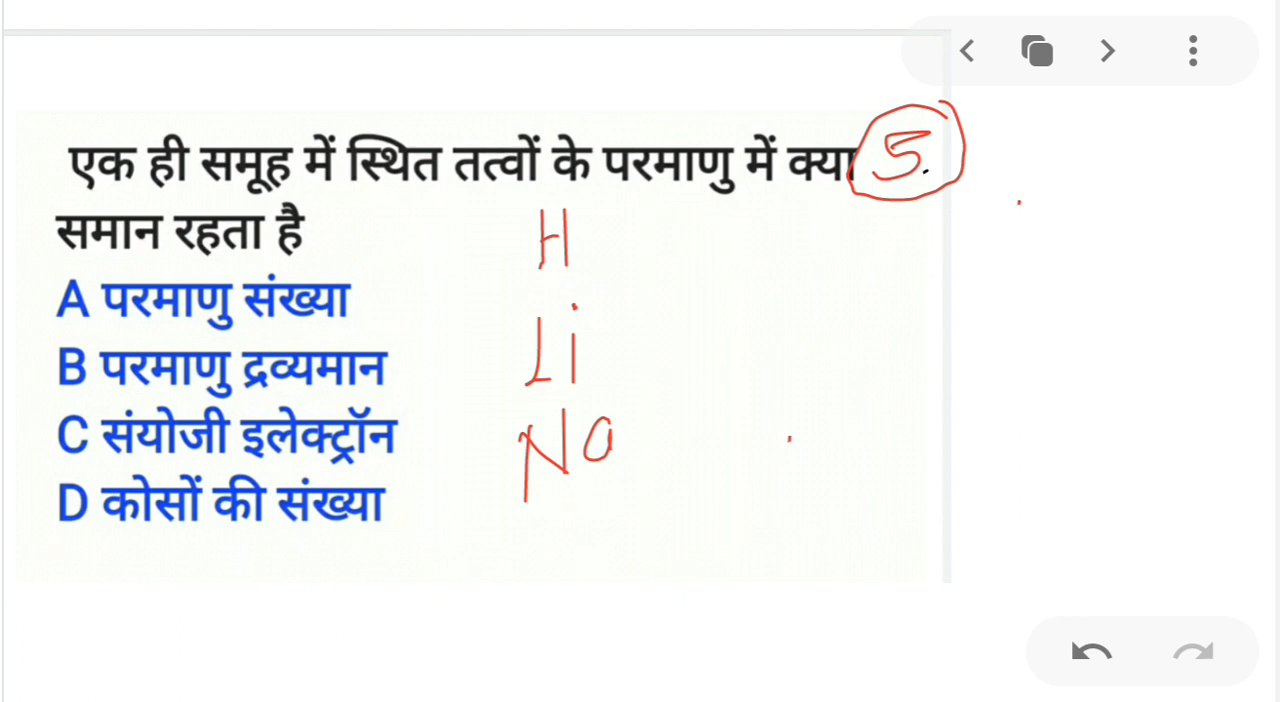 एक ही समूह में स्थित तत्वों के परमाणु में क्या 5.
समान रहता है
H
A परमाणु संख्या
Li
B परमाणु द्रव्यमान
C संयोजी इलेक्ट्रॉन
Na
D कोसों की संख्या